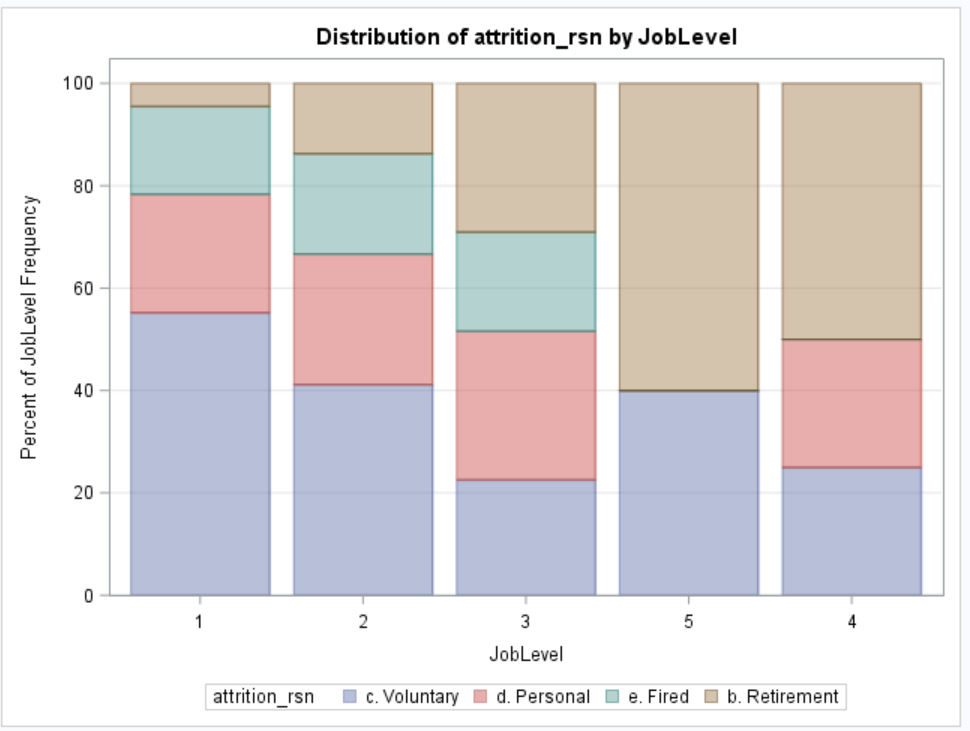 Distribution of attrition_rsn by JobLevel
Percent of JobLevel Frequency
100
80
60
40
20
0
1 2 3 5 4
JobLevel
attrition_rsn c. Voluntary d. Personal e. Fired b. Retirement